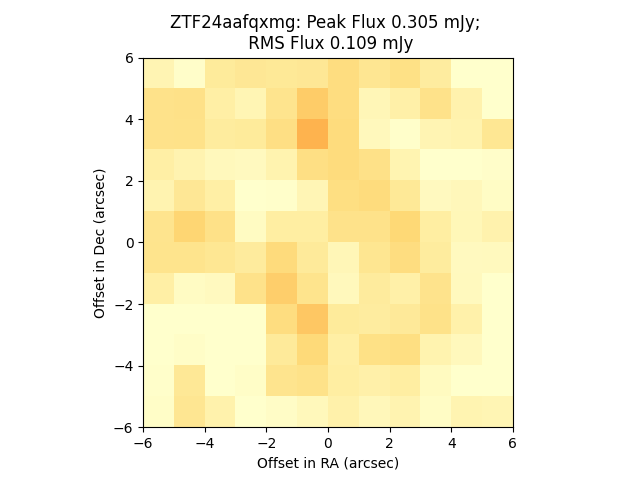 ZTF24aafqxmg: Peak Flux 0.305 mJy;
RMS Flux 0.109 mJy
6
4
2
0
−2
−4
−6
Offset in Dec (arcsec)
−6 −4 −2 0 2 4 6
Offset in RA (arcsec)